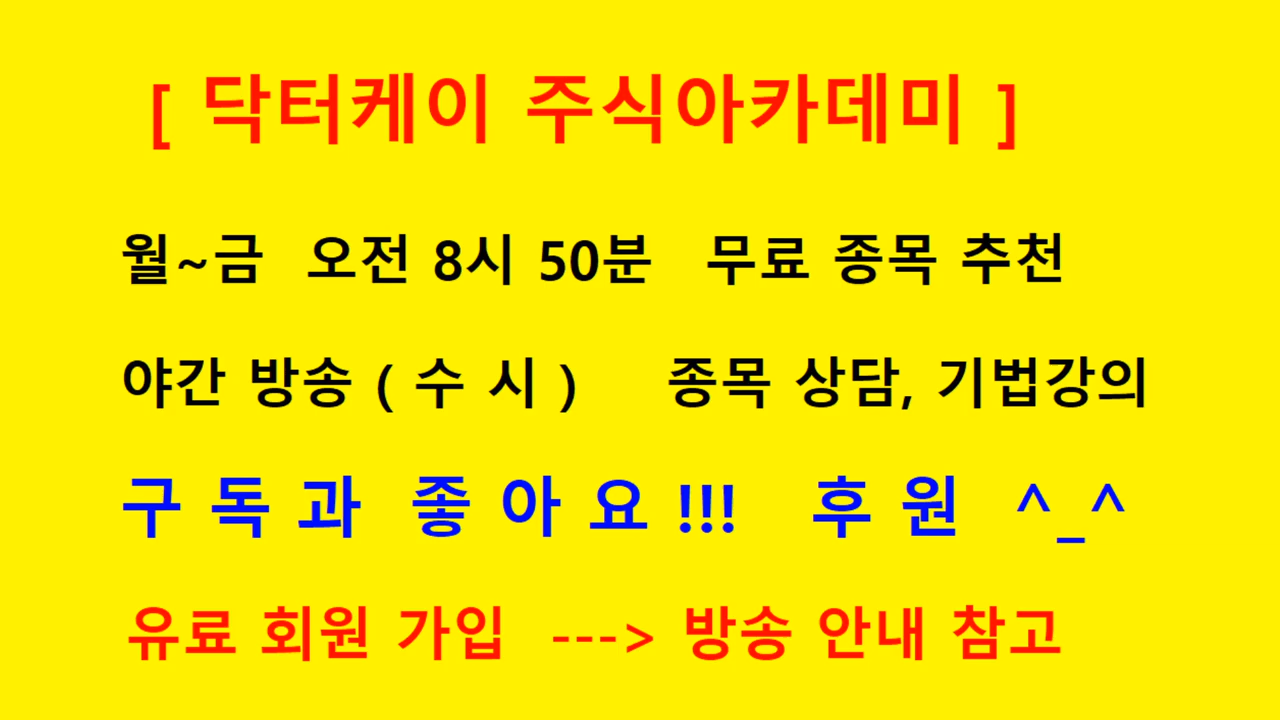 [ 닥터케이 주식아카데미 ]
월~금 오전 8시 50분 무료 종목 추천
야간 방송 ( 수 시 ) 종목 상담, 기법강의
구 독 과 좋 아 요 !!! 후 원 ^_^
유료 회원 가입 ---> 방송 안내 참고